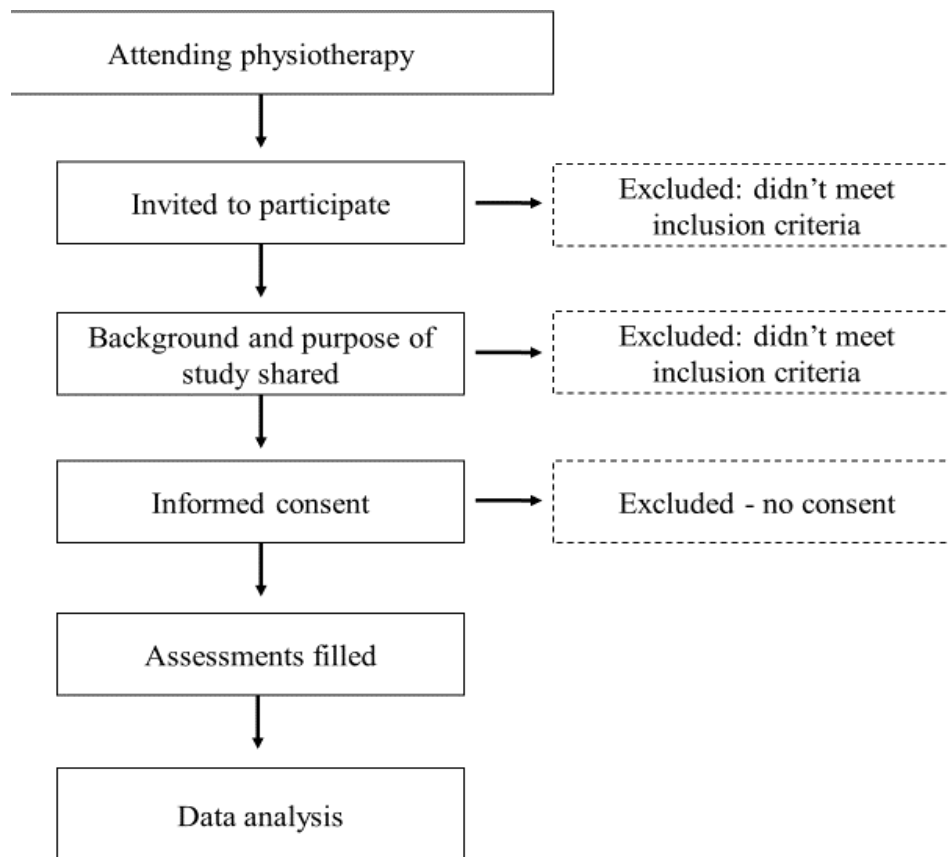 Attending physiotherapy
Invited to participate
Excluded: didn’t meet
inclusion criteria
Background and purpose of
study shared
Excluded: didn’t meet
inclusion criteria
Informed consent
Excluded - no consent
Assessments filled
Data analysis